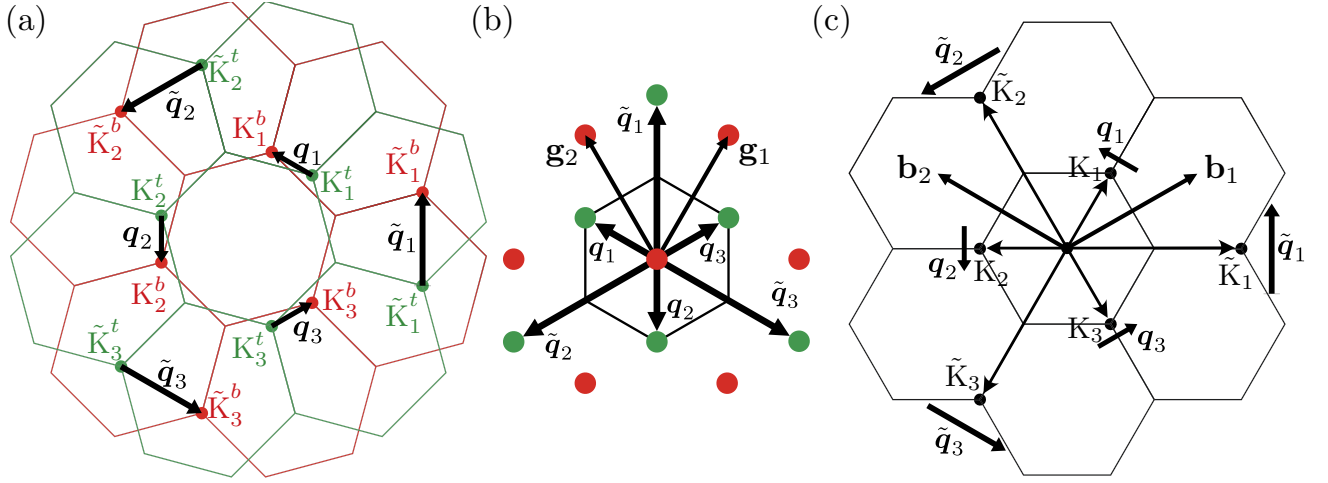 (a)
K̃₂ᵗ
q̃₂
K̃₂ᵇ
K₁ᵇ
q₁
K̃₁ᵇ
K₁ᵗ
K₂ᵗ
q₂
q̃₁
K₂ᵇ
K₃ᵇ
K̃₁ᵗ
q₃
K₃ᵗ
K̃₃ᵗ
q̃₃
K̃₃ᵇ
(b)
q̃₁
g₂
g₁
q₁
q₃
q₂
q̃₃
q̃₂
(c)
q̃₂
K̃₂
q₁
K₁
b₂
b₁
q₂
K₂
K̃₁
q̃₁
K₃
q₃
K̃₃
q̃₃